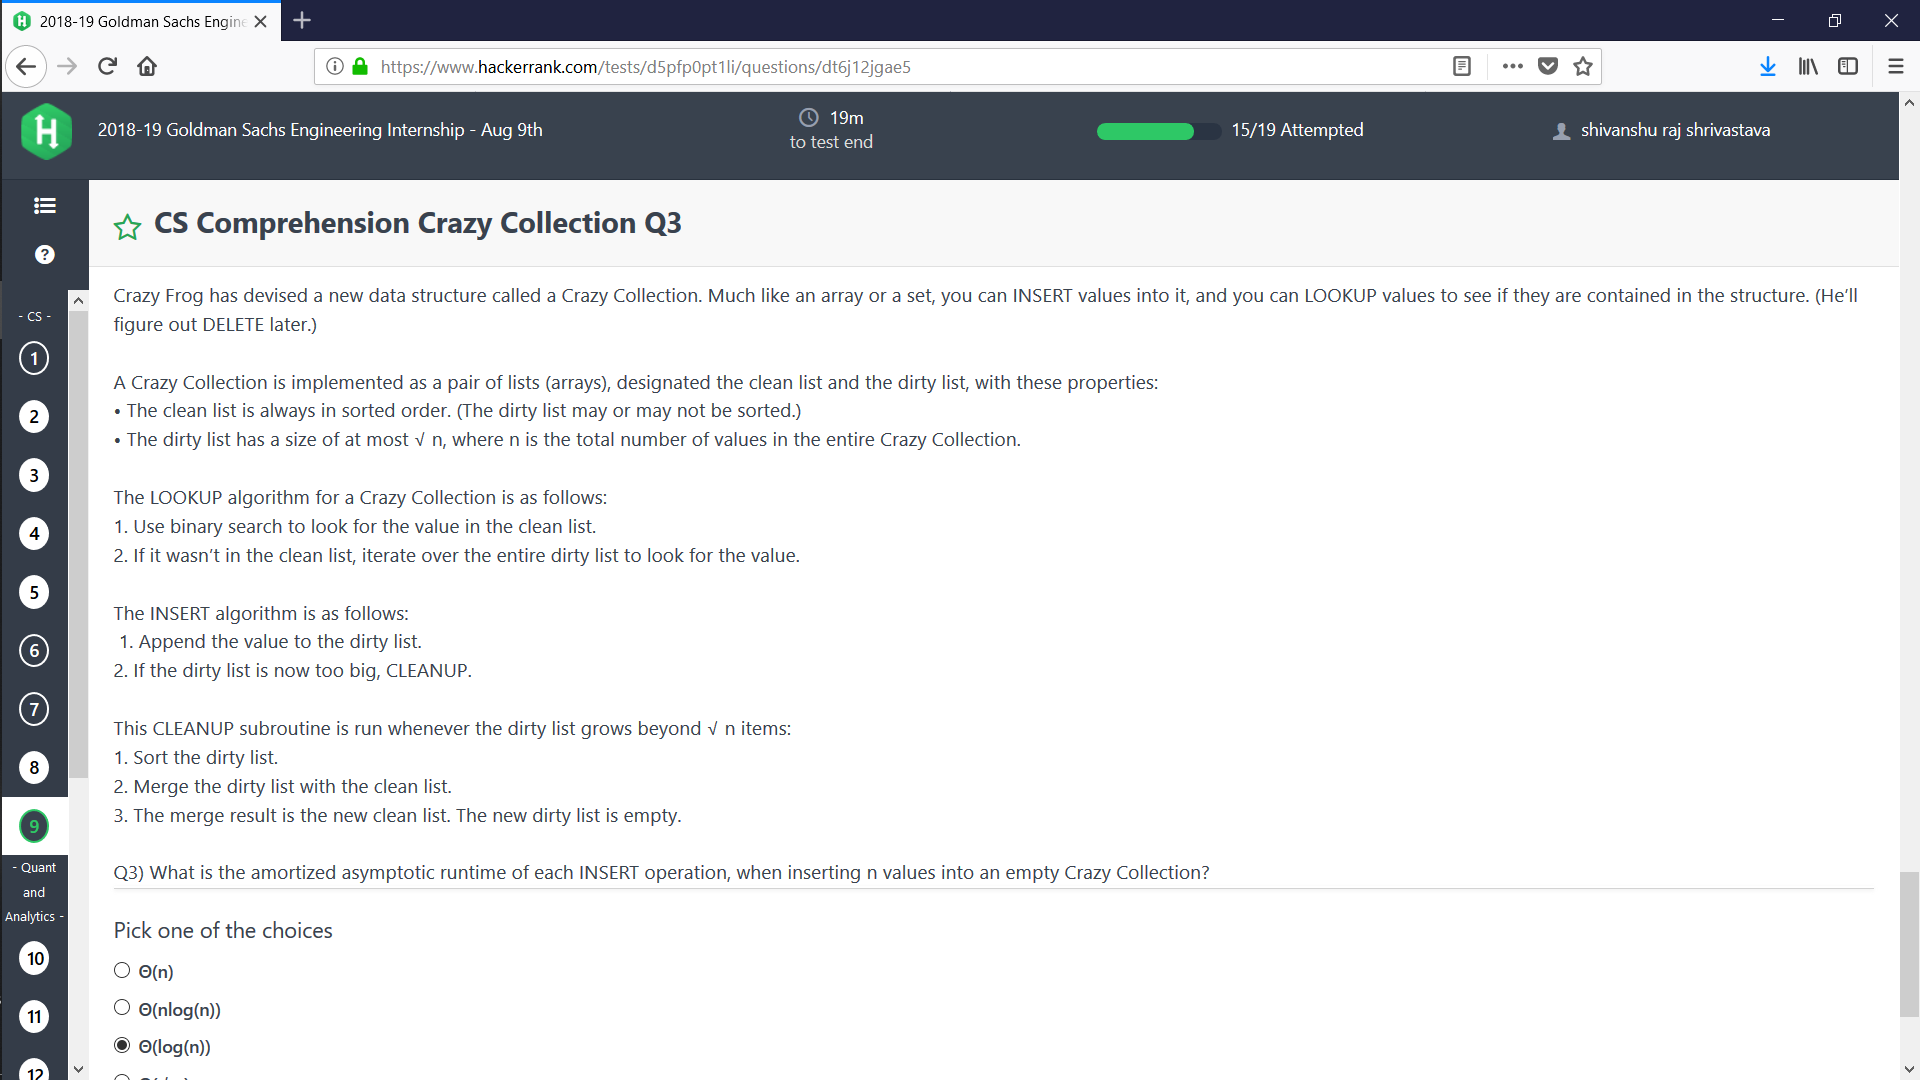 2018-19 Goldman Sachs Engine
https://www.hackerrank.com/tests/d5pfp0pt1li/questions/dt6j12jgae5
2018-19 Goldman Sachs Engineering Internship - Aug 9th
19m
to test end
15/19 Attempted
shivanshu raj shrivastava
CS Comprehension Crazy Collection Q3
Crazy Frog has devised a new data structure called a Crazy Collection. Much like an array or a set, you can INSERT values into it, and you can LOOKUP values to see if they are contained in the structure. (He’ll
figure out DELETE later.)
A Crazy Collection is implemented as a pair of lists (arrays), designated the clean list and the dirty list, with these properties:
• The clean list is always in sorted order. (The dirty list may or may not be sorted.)
• The dirty list has a size of at most √ n, where n is the total number of values in the entire Crazy Collection.
The LOOKUP algorithm for a Crazy Collection is as follows:
1. Use binary search to look for the value in the clean list.
2. If it wasn’t in the clean list, iterate over the entire dirty list to look for the value.
The INSERT algorithm is as follows:
1. Append the value to the dirty list.
2. If the dirty list is now too big, CLEANUP.
This CLEANUP subroutine is run whenever the dirty list grows beyond √ n items:
1. Sort the dirty list.
2. Merge the dirty list with the clean list.
3. The merge result is the new clean list. The new dirty list is empty.
Q3) What is the amortized asymptotic runtime of each INSERT operation, when inserting n values into an empty Crazy Collection?
Pick one of the choices
Θ(n)
Θ(nlog(n))
Θ(log(n))
?
- CS -
1
2
3
4
5
6
7
8
9
- Quant
and
Analytics -
10
11
12